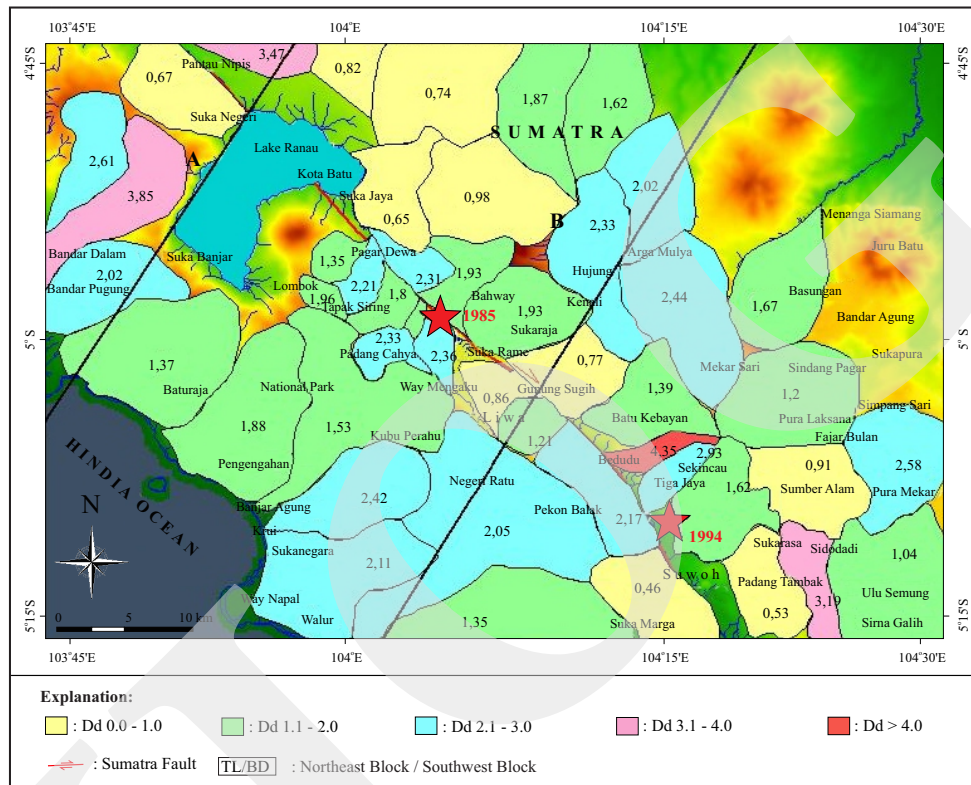 103°45'E 104°E 104°15'E 104°30'E
4°45'S 4°45'S
Pantau Nipis 3,47 0,82
0,67 0,74 1,87 1,62
Suka Negeri
SUMATRA
Lake Ranau
A
2,61 Kota Batu 2,02
3,85 Suka Jaya 0,98
0,65 B 2,33 Menanga Siamang
Bandar Dalam Suka Banjar Pagar Dewa Arga Mulya Juru Batu
2,02 1,35 2,31 1,93 Hujung
Bandar Pugung Lombok 2,21 1,8 Bahway 2,44 Basungan
1,96 Tapak Siring 1985 1,93 Kenali 1,67 Bandar Agung
Sukaraja
5°S 2,33 5°S
Padang Cahya 2,36 Suka Rame 0,77 Sukapura
1,37 Way Mengaku Mekar Sari Sindang Pagar
Baturaja National Park Gunung Sugih 1,39 1,2
0,86 Simpang Sari
1,88 1,53 Liwa Batu Kebayan Pura Laksana
Kubu Perahu 1,21 Fajar Bulan
4,35 2,93
Pengengahan Bedudu Sekincau 0,91 2,58
Negeri Ratu Tiga Jaya
2,42 1,62 Sumber Alam Pura Mekar
HINDIA OCEAN
N
Banjar Agung Pekon Balak
Krui 2,05 2,17
Sukanegara 1994 Sukarasa Sidodadi
2,11 1,04
Suwoh Padang Tambak Ulu Semung
Way Napal 0,46 0,53 3,19
0 5 10 km Walur 1,35 Suka Marga Sirna Galih
5°15'S 5°15'S
103°45'E 104°E 104°15'E 104°30'E
Explanation:
: Dd 0.0 - 1.0 : Dd 1.1 - 2.0 : Dd 2.1 - 3.0 : Dd 3.1 - 4.0 : Dd > 4.0
: Sumatra Fault TL/BD : Northeast Block / Southwest Block